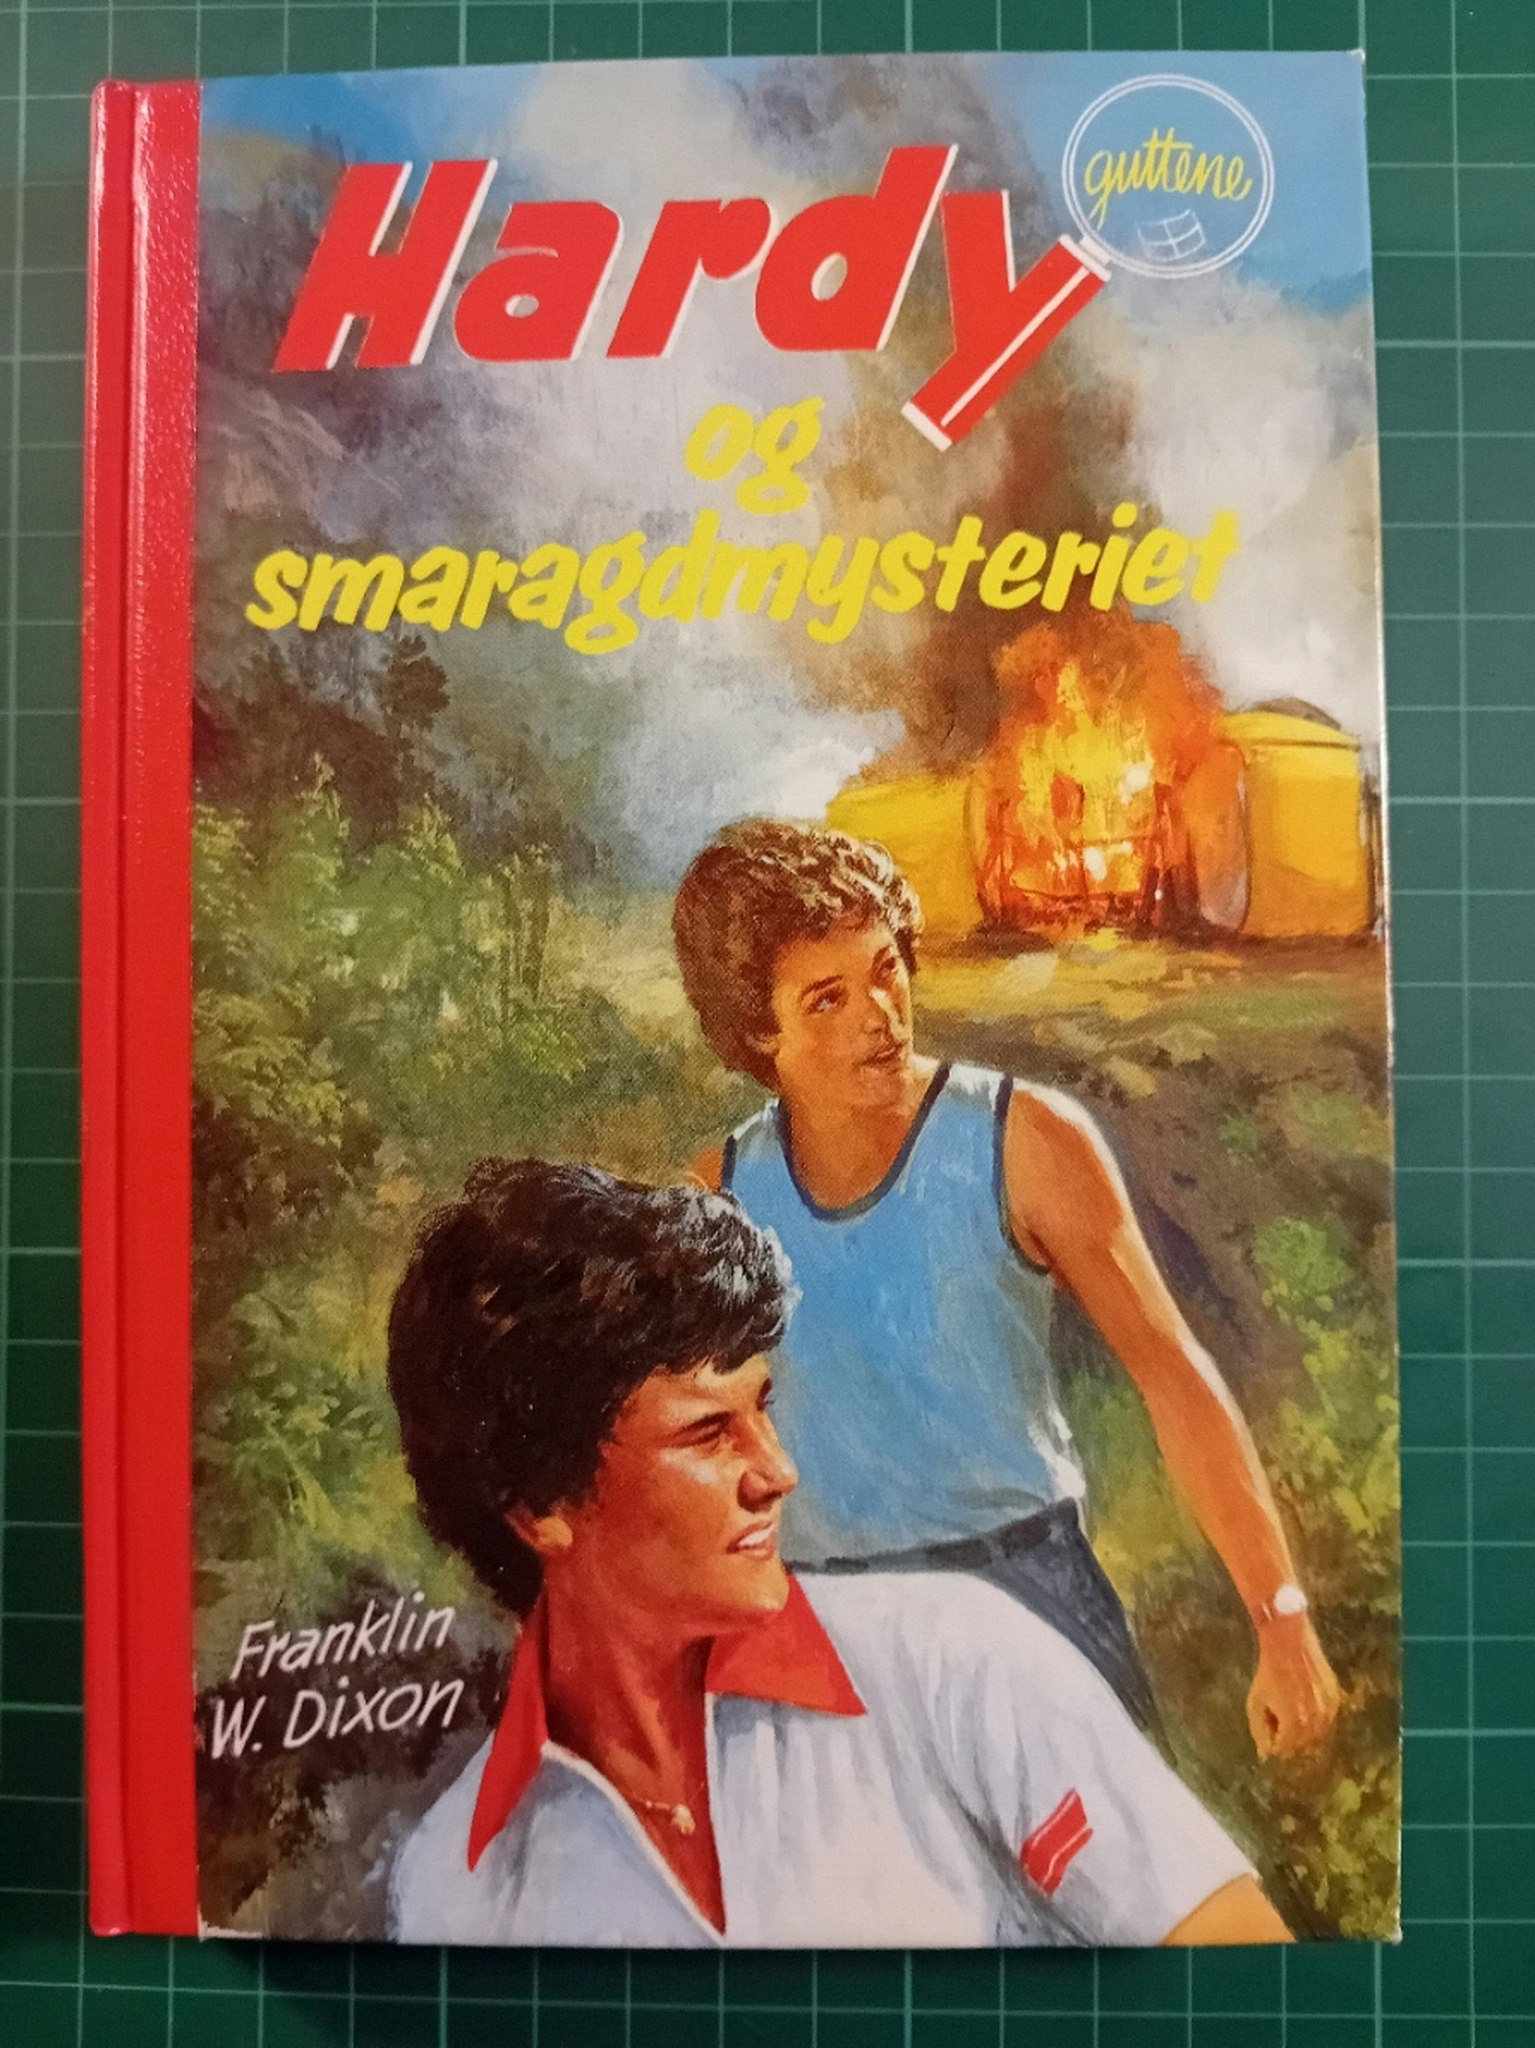 Hardy
guttene
og
smaragdmysteriet
Franklin
W. Dixon